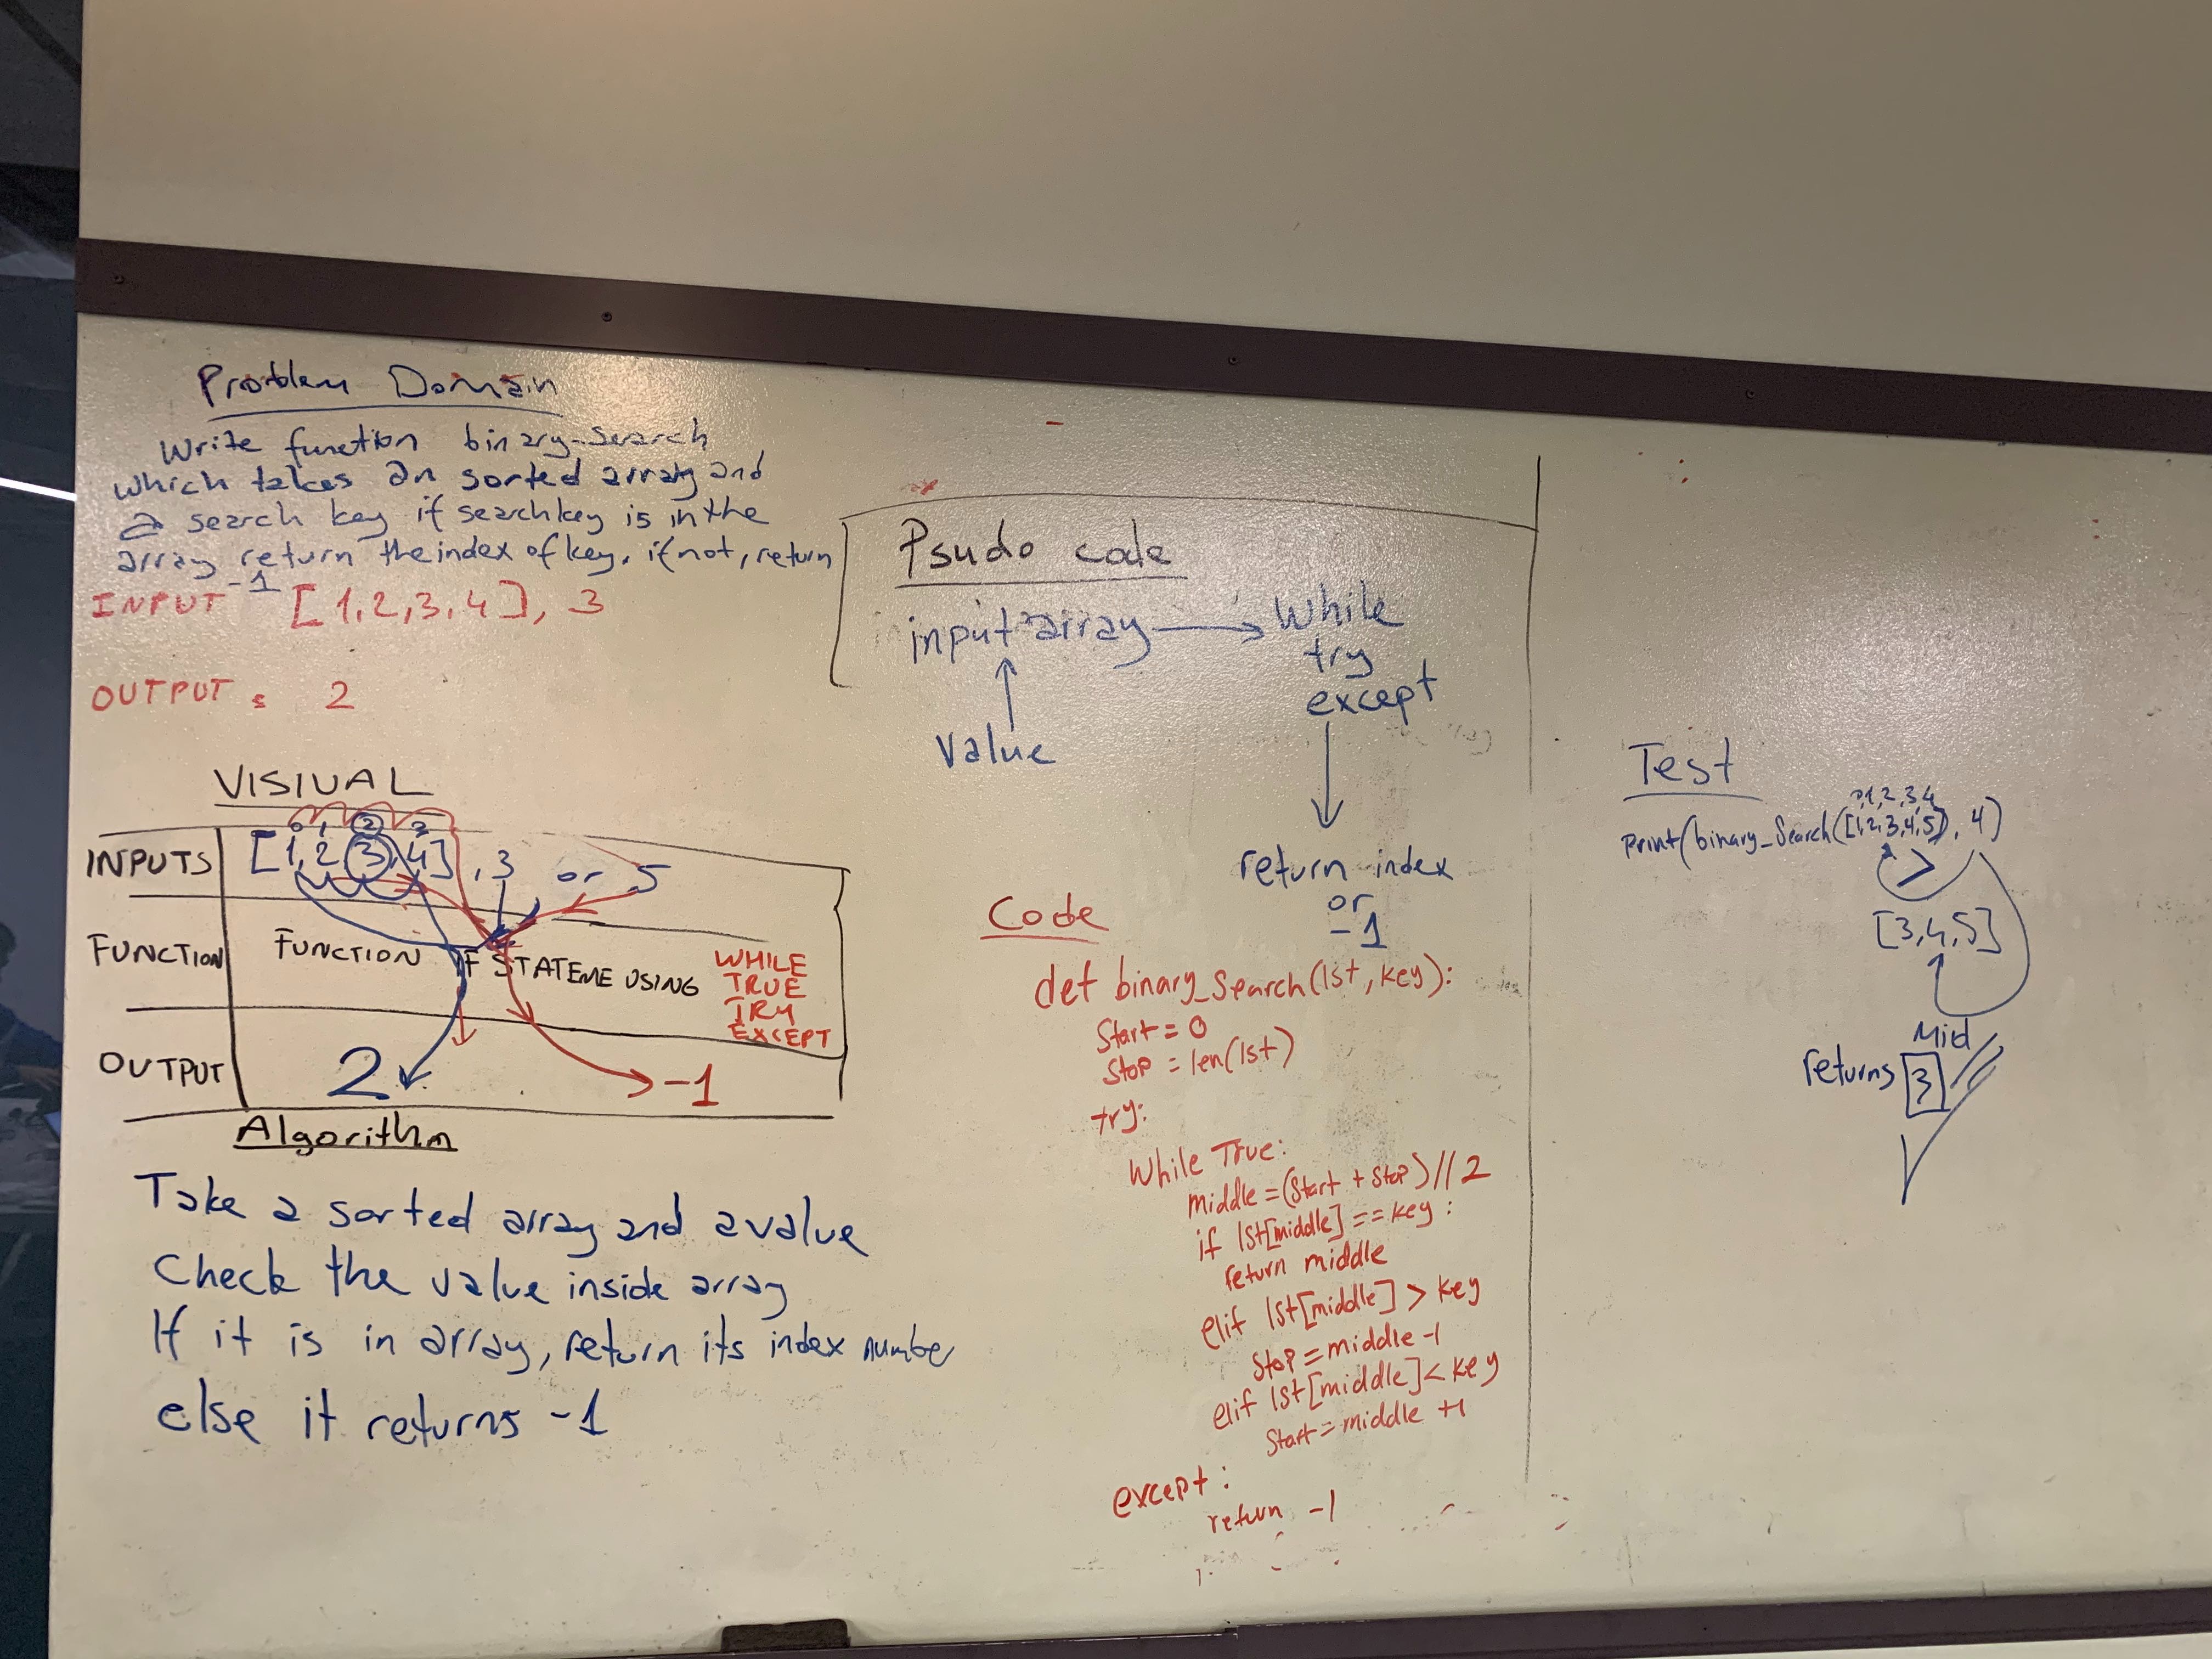 Problem Domain
Write function binary-search
which takes an sorted array and
a search key if searchkey is in the
array return the index of key. if not, return
-1
INPUT [1,2,3,4], 3
OUTPUT : 2
VISIUAL
0 1 2 3
INPUTS [1,2,3,4] ,3 or 5
FUNCTION FUNCTION IF STATEME USING WHILE
TRUE
TRY
EXCEPT
OUTPUT 2 -1
Algorithm
Take a sorted array and a value
Check the value inside array
If it is in array, return its index number
else it returns -1
Psudo code
input array While
try
except
Value
return index
or
-1
Code
def binary_search(lst, key):
Start = 0
Stop = len(lst)
try:
While True:
middle = (Start + Stop) // 2
if lst[middle] == key :
return middle
elif lst[middle] > key
Stop = middle -1
elif lst[middle] < key
Start = middle +1
except :
return -1
Test
0,1,2,3,4
Print(binary_Search([1,2,3,4,5]), 4)
>
[3,4,5]
Mid
returns 3